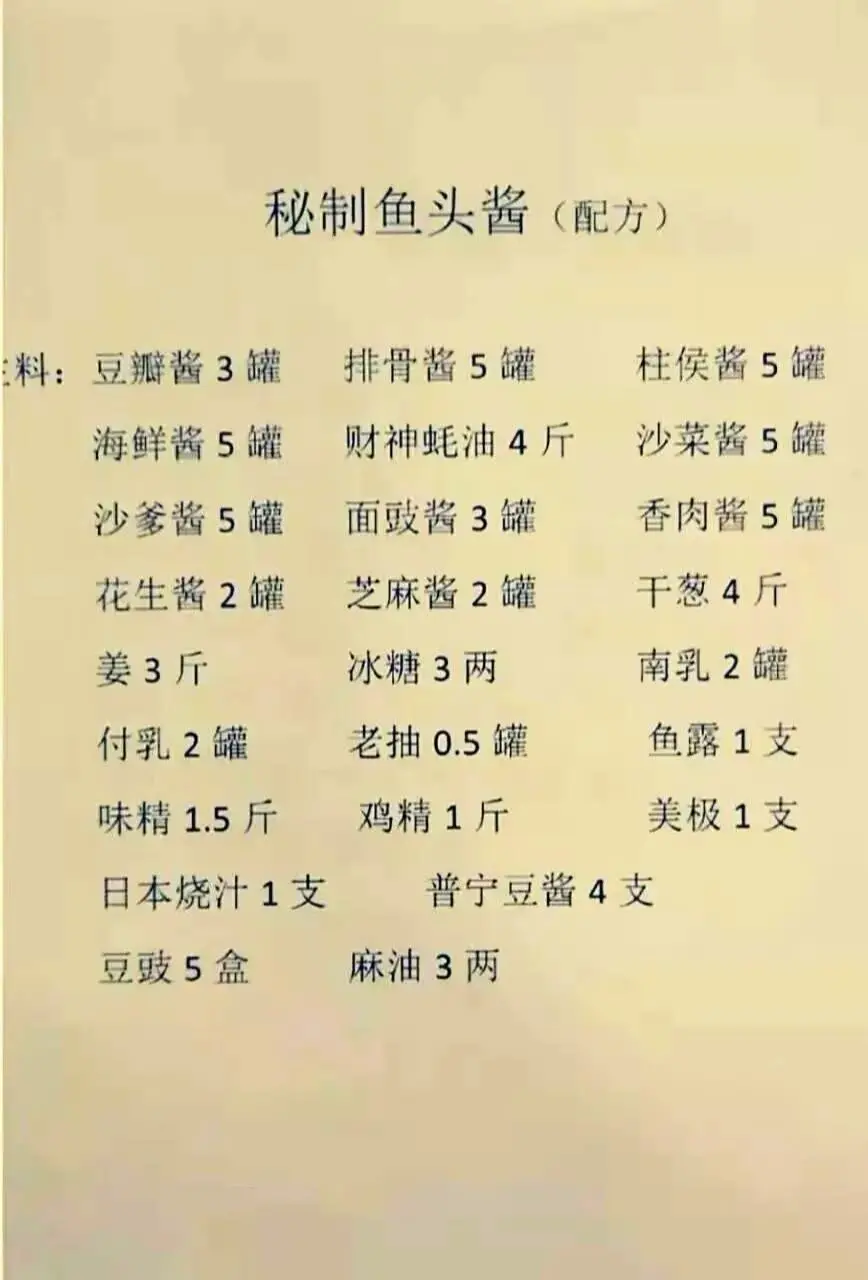 秘制鱼头酱（配方）
主料：豆瓣酱 3 罐 排骨酱 5 罐 柱侯酱 5 罐
海鲜酱 5 罐 财神蚝油 4 斤 沙菜酱 5 罐
沙爹酱 5 罐 面豉酱 3 罐 香肉酱 5 罐
花生酱 2 罐 芝麻酱 2 罐 干葱 4 斤
姜 3 斤 冰糖 3 两 南乳 2 罐
付乳 2 罐 老抽 0.5 罐 鱼露 1 支
味精 1.5 斤 鸡精 1 斤 美极 1 支
日本烧汁 1 支 普宁豆酱 4 支
豆豉 5 盒 麻油 3 两